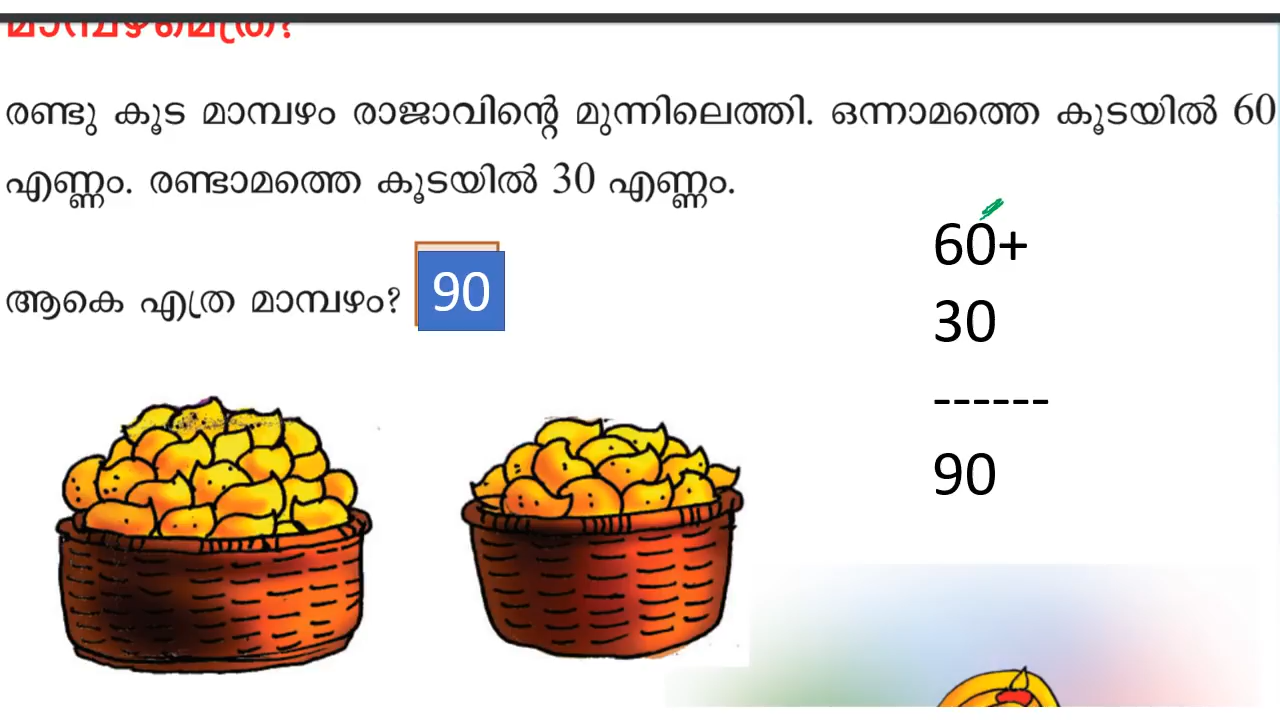 മാമ്പഴമെത്ര?
രണ്ടു കൂട മാമ്പഴം രാജാവിന്റെ മുന്നിലെത്തി. ഒന്നാമത്തെ കൂടയിൽ 60
എണ്ണം. രണ്ടാമത്തെ കൂടയിൽ 30 എണ്ണം.
ആകെ എത്ര മാമ്പഴം? 90
60+
30
------
90